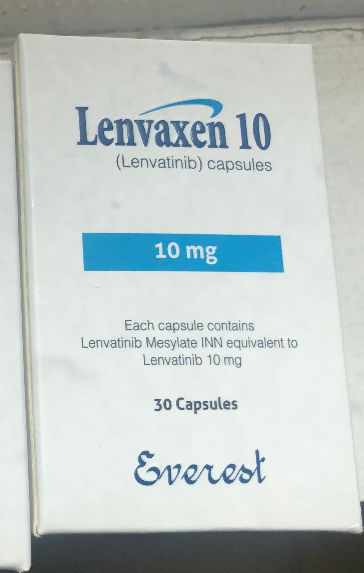 Lenvaxen 10
(Lenvatinib) capsules
10 mg
Each capsule contains
Lenvatinib Mesylate INN equivalent to
Lenvatinib 10 mg
30 Capsules
Everest